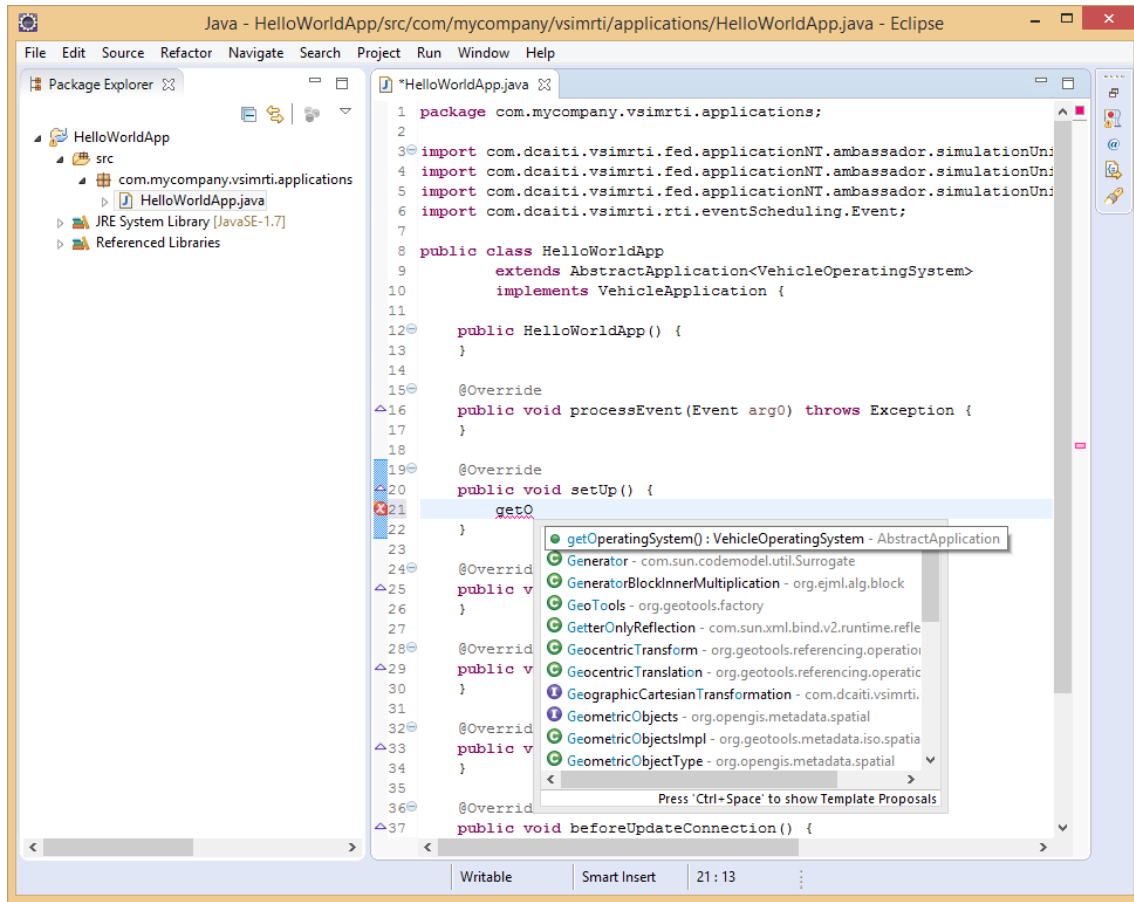 Java - HelloWorldApp/src/com/mycompany/vsimrti/applications/HelloWorldApp.java - Eclipse
File Edit Source Refactor Navigate Search Project Run Window Help
Package Explorer
HelloWorldApp
src
com.mycompany.vsimrti.applications
HelloWorldApp.java
JRE System Library [JavaSE-1.7]
Referenced Libraries
*HelloWorldApp.java
1 package com.mycompany.vsimrti.applications;
2
3 import com.dcaiti.vsimrti.fed.applicationNT.ambassador.simulationUni
4 import com.dcaiti.vsimrti.fed.applicationNT.ambassador.simulationUni
5 import com.dcaiti.vsimrti.fed.applicationNT.ambassador.simulationUni
6 import com.dcaiti.vsimrti.rti.eventScheduling.Event;
7
8 public class HelloWorldApp
9 extends AbstractApplication<VehicleOperatingSystem>
10 implements VehicleApplication {
11
12 public HelloWorldApp() {
13 }
14
15 @Override
16 public void processEvent(Event arg0) throws Exception {
17 }
18
19 @Override
20 public void setUp() {
21 getO
22 }
23
24 @Overrid
25 public v
26 }
27
28 @Overrid
29 public v
30 }
31
32 @Overrid
33 public v
34 }
35
36 @Overrid
37 public void beforeUpdateConnection() {
getOperatingSystem() : VehicleOperatingSystem - AbstractApplication
Generator - com.sun.codemodel.util.Surrogate
GeneratorBlockInnerMultiplication - org.ejml.alg.block
GeoTools - org.geotools.factory
GetterOnlyReflection - com.sun.xml.bind.v2.runtime.refle
GeocentricTransform - org.geotools.referencing.operation
GeocentricTranslation - org.geotools.referencing.operatic
GeographicCartesianTransformation - com.dcaiti.vsimrti.
GeometricObjects - org.opengis.metadata.spatial
GeometricObjectsImpl - org.geotools.metadata.iso.spatia
GeometricObjectType - org.opengis.metadata.spatial
Press 'Ctrl+Space' to show Template Proposals
Writable
Smart Insert
21 : 13